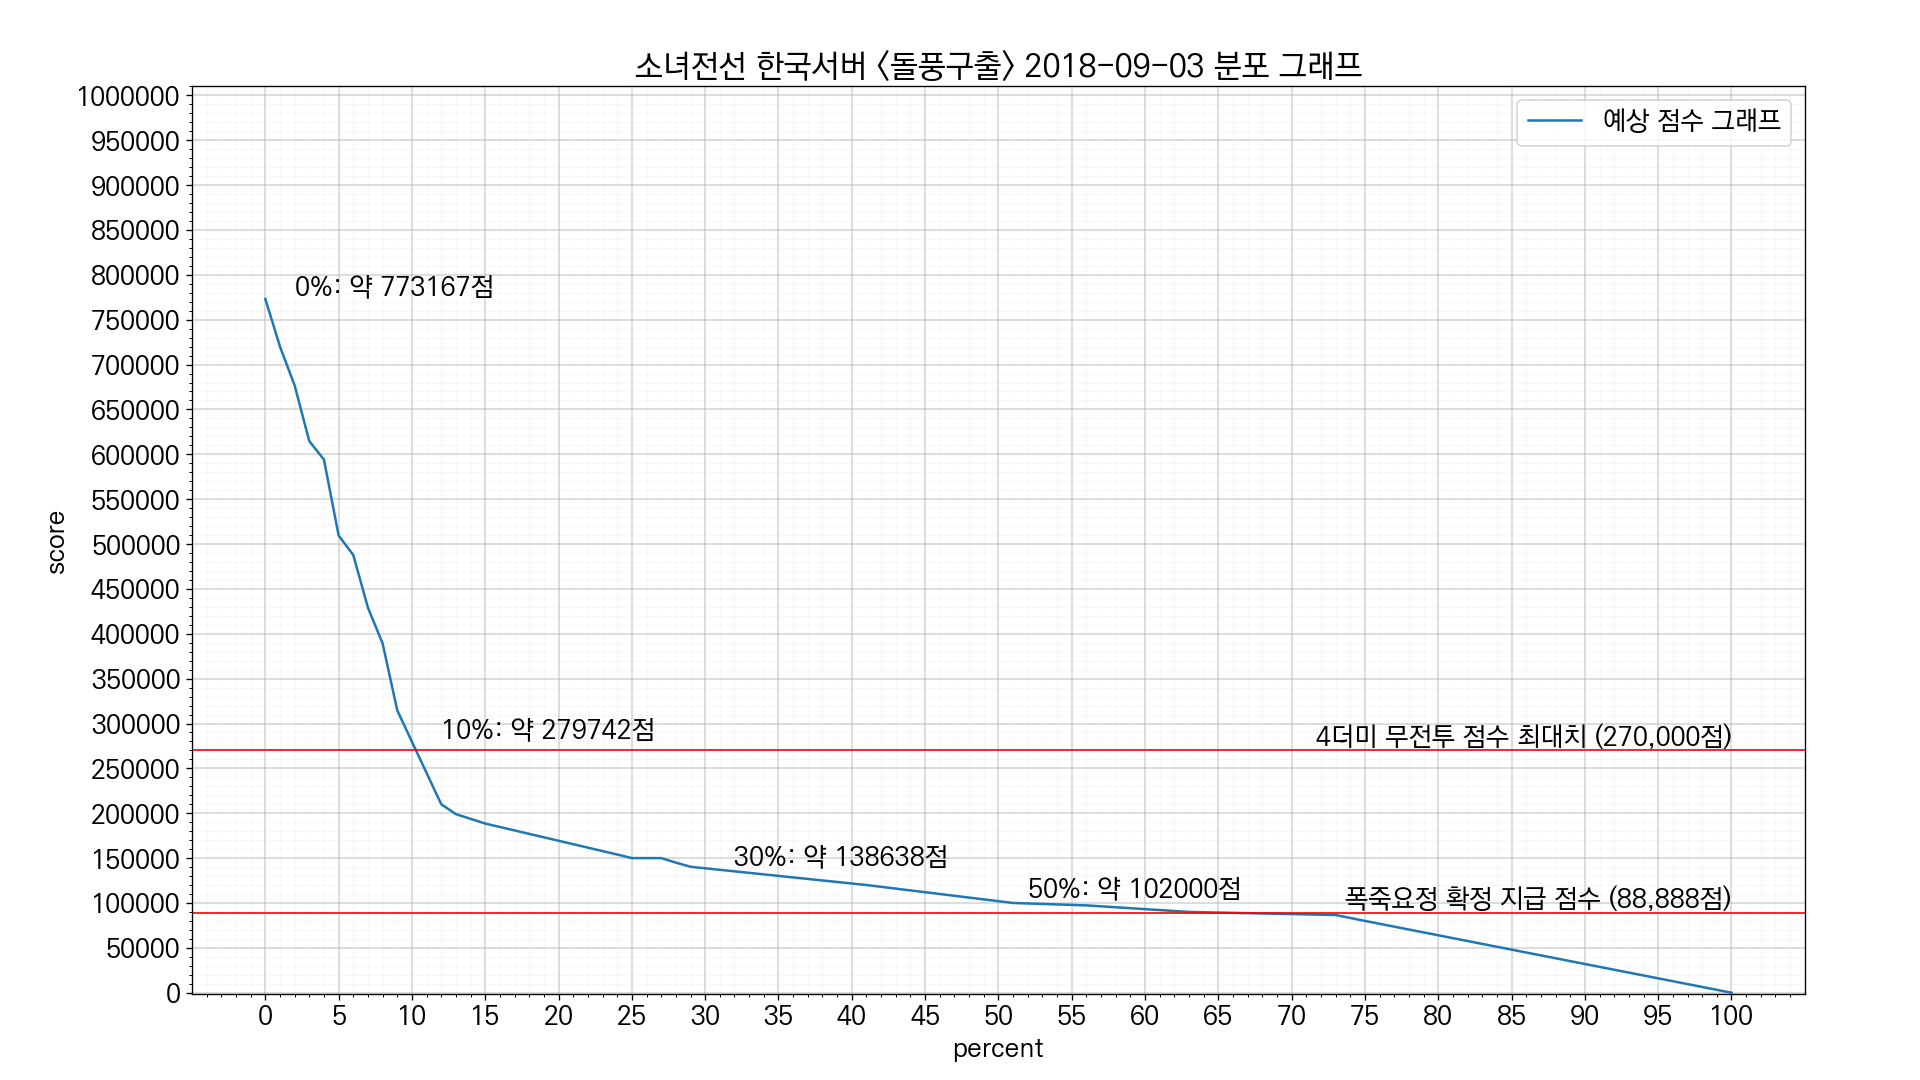 소녀전선 한국서버 〈돌풍구출〉 2018-09-03 분포 그래프
예상 점수 그래프
1000000
950000
900000
850000
800000
750000
700000
650000
600000
550000
500000
450000
400000
350000
300000
250000
200000
150000
100000
50000
0
score
0%: 약 773167점
10%: 약 279742점
4더미 무전투 점수 최대치 (270,000점)
30%: 약 138638점
50%: 약 102000점
폭죽요정 확정 지급 점수 (88,888점)
0 5 10 15 20 25 30 35 40 45 50 55 60 65 70 75 80 85 90 95 100
percent